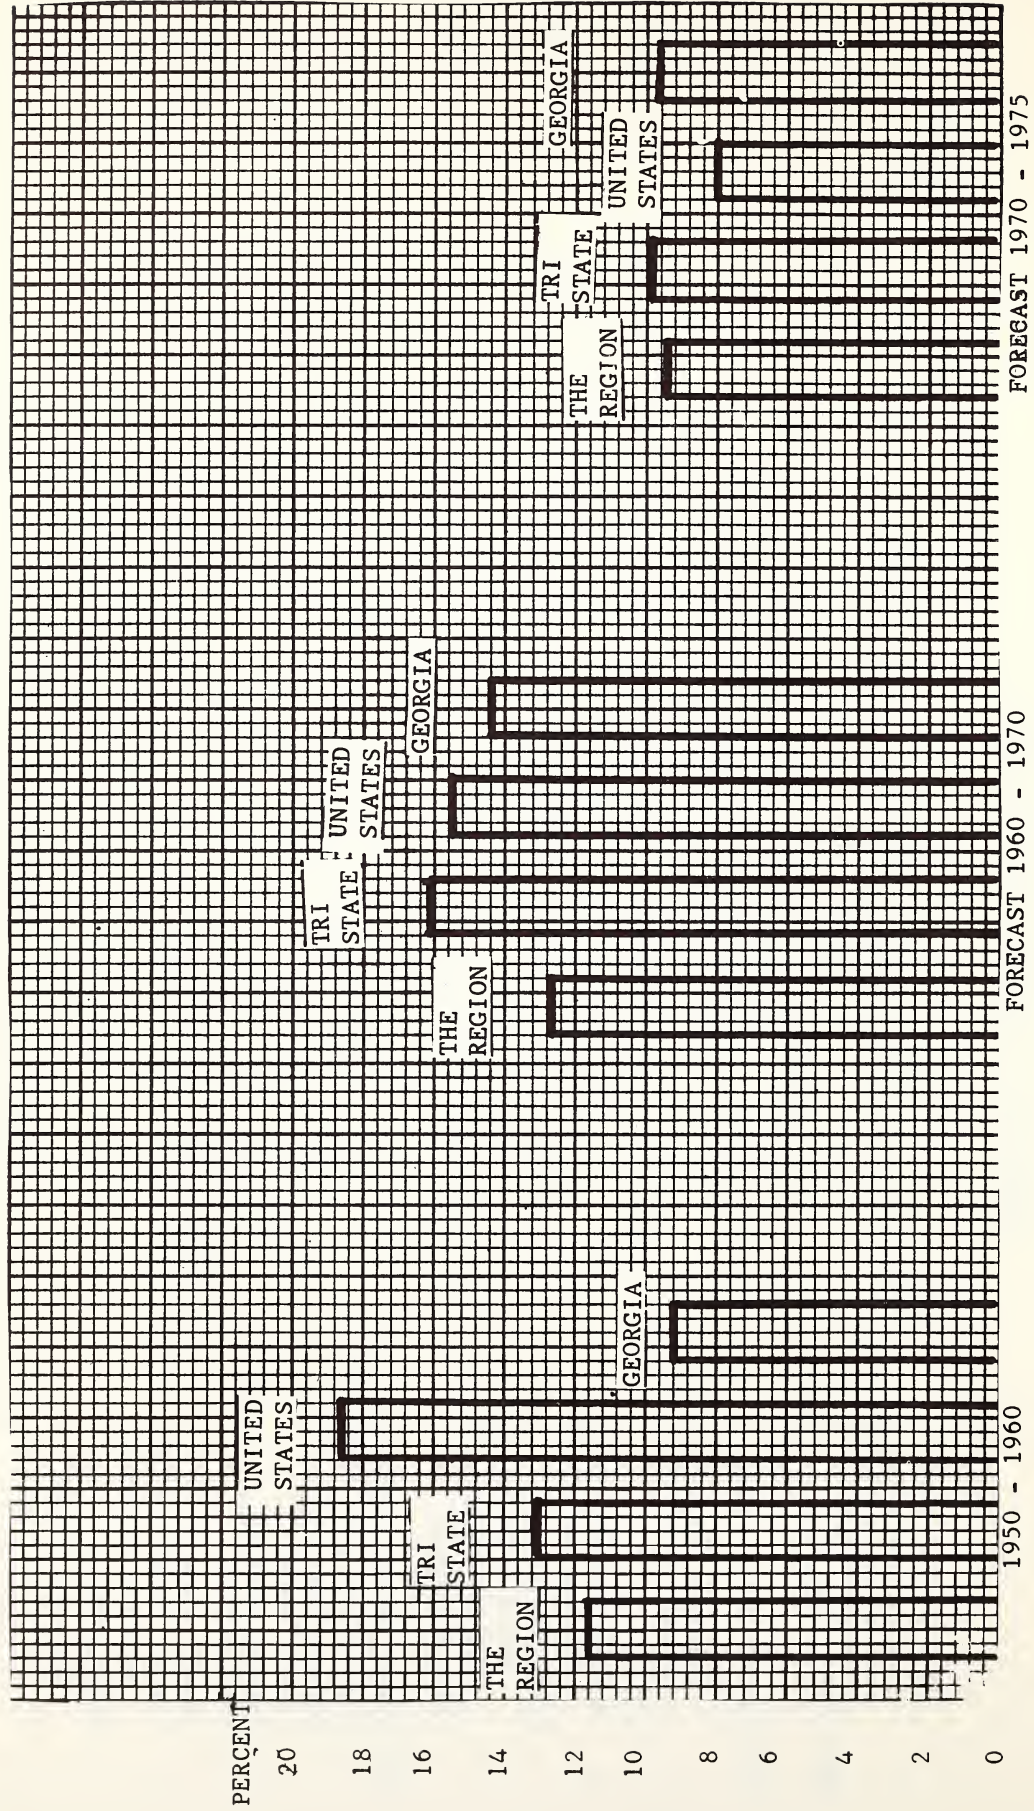 PERCENT
20
18
16
14
12
10
8
6
4
2
0
THE
REGION
TRI
STATE
UNITED
STATES
GEORGIA
1950 - 1960
THE
REGION
TRI
STATE
UNITED
STATES
GEORGIA
FORECAST 1960 - 1970
THE
REGION
TRI
STATE
UNITED
STATES
GEORGIA
FORECAST 1970 - 1975